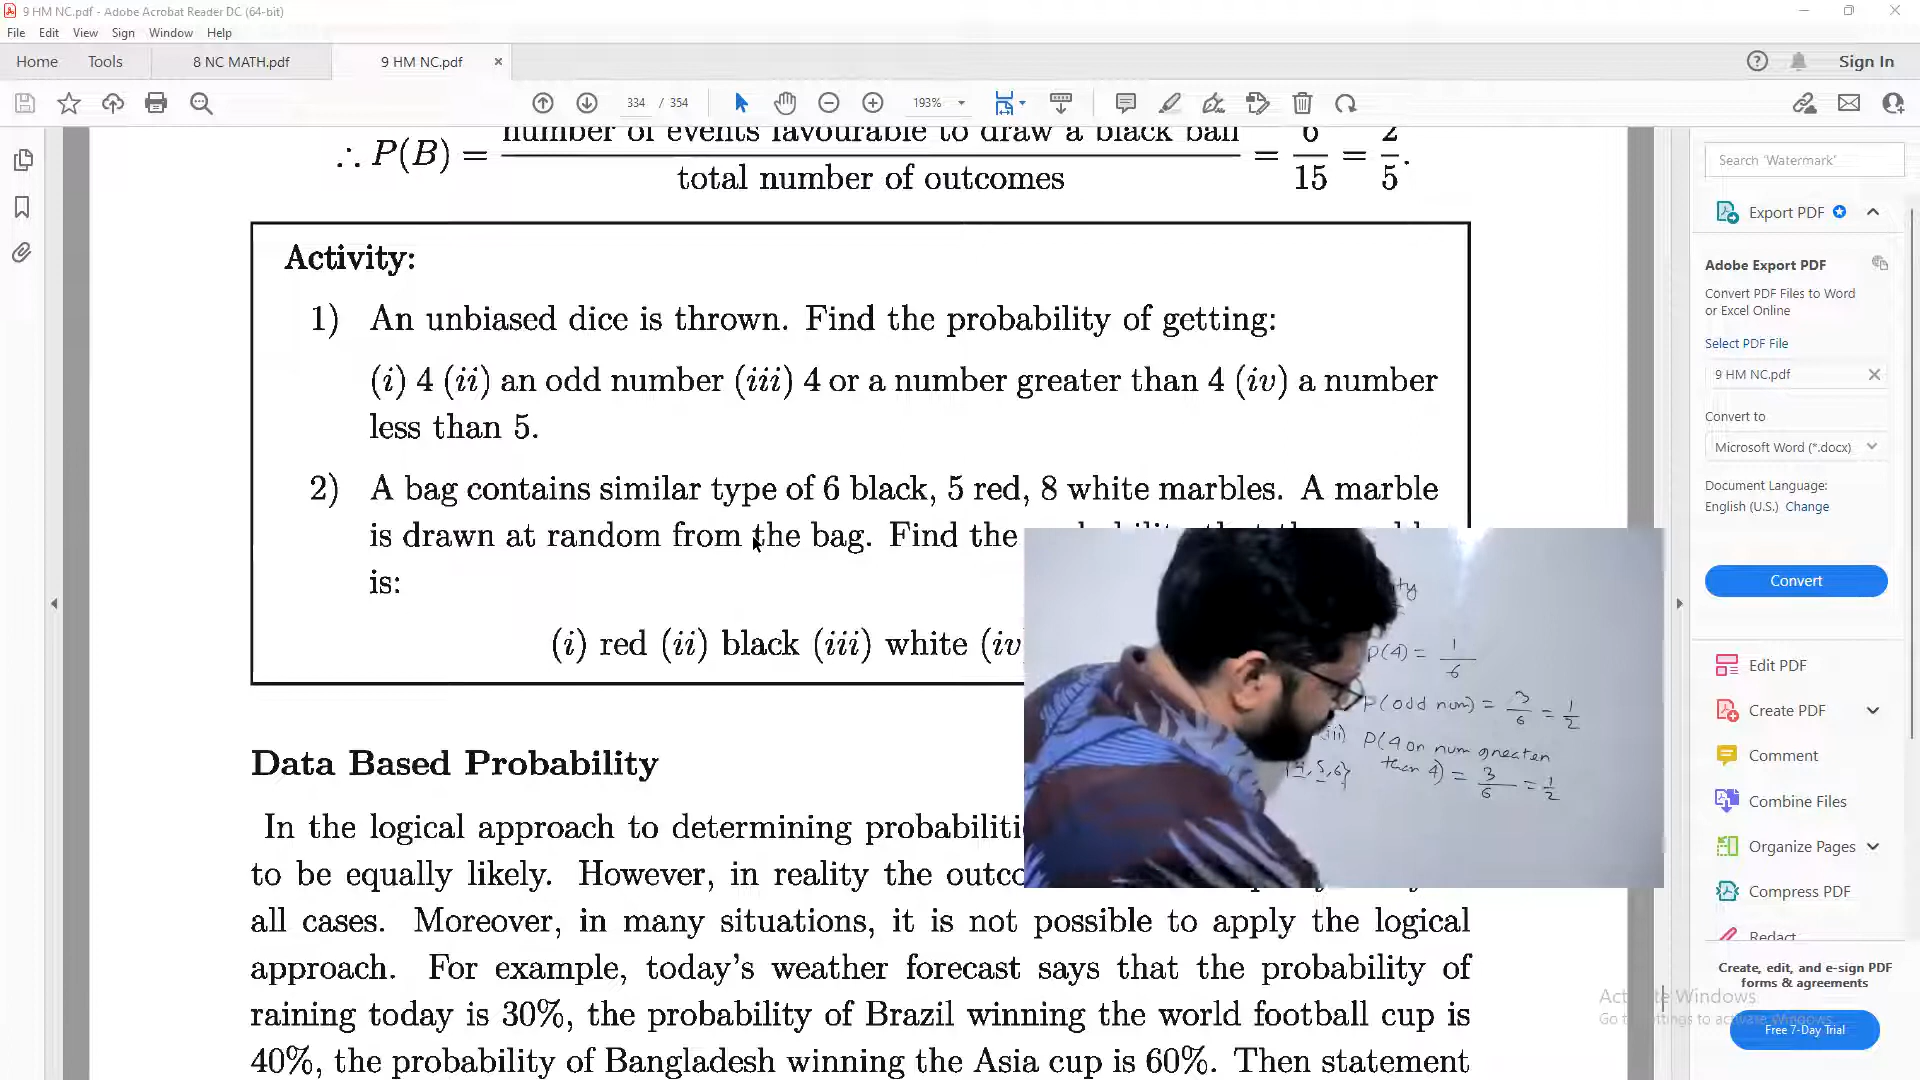 9 HM NC.pdf - Adobe Acrobat Reader DC (64-bit)
File Edit View Sign Window Help
Home Tools 8 NC MATH.pdf 9 HM NC.pdf × Sign In
334 / 354 193%
number of events favourable to draw a black ball
∴ P(B) = = 6/15 = 2/5.
total number of outcomes
Activity:
1) An unbiased dice is thrown. Find the probability of getting:
(i) 4 (ii) an odd number (iii) 4 or a number greater than 4 (iv) a number
less than 5.
2) A bag contains similar type of 6 black, 5 red, 8 white marbles. A marble
is drawn at random from the bag. Find the
is:
(i) red (ii) black (iii) white (iv
Data Based Probability
In the logical approach to determining
to be equally likely. However, in reality the
all cases. Moreover, in many situations, it is not possible to apply the logical
approach. For example, today's weather forecast says that the probability of
raining today is 30%, the probability of Brazil winning the world football cup is
40%, the probability of Bangladesh winning the Asia cup is 60%. Then statement
P(4) = 1/6
P(odd num) = 3/6 = 1/2
(iii) P(4 or num greater
{4, 5, 6} than 4) = 3/6 = 1/2
Search 'Watermark'
Export PDF
Adobe Export PDF
Convert PDF Files to Word
or Excel Online
Select PDF File
9 HM NC.pdf
Convert to
Microsoft Word (*.docx)
Document Language:
English (U.S.) Change
Convert
Edit PDF
Create PDF
Comment
Combine Files
Organize Pages
Compress PDF
Redact
Create, edit, and e-sign PDF
forms & agreements
Activate Windows
Go to Settings to activate Windows.
Free 7-Day Trial